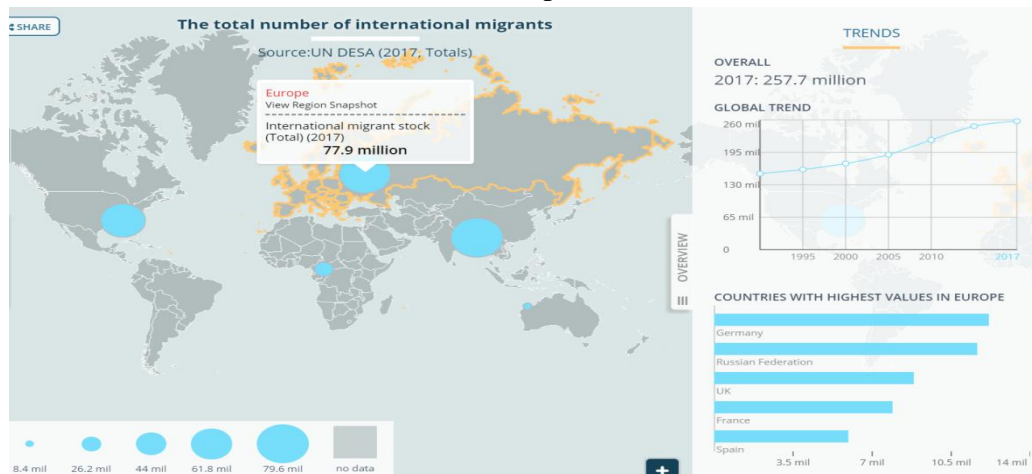 SHARE
The total number of international migrants
Source:UN DESA (2017, Totals)
Europe
View Region Snapshot
International migrant stock
(Total) (2017)
77.9 million
8.4 mil
26.2 mil
44 mil
61.8 mil
79.6 mil
no data
+
OVERVIEW
TRENDS
OVERALL
2017: 257.7 million
GLOBAL TREND
260 mil
195 mil
130 mil
65 mil
0
1995
2000
2005
2010
2017
COUNTRIES WITH HIGHEST VALUES IN EUROPE
Germany
Russian Federation
UK
France
Spain
3.5 mil
7 mil
10.5 mil
14 mil